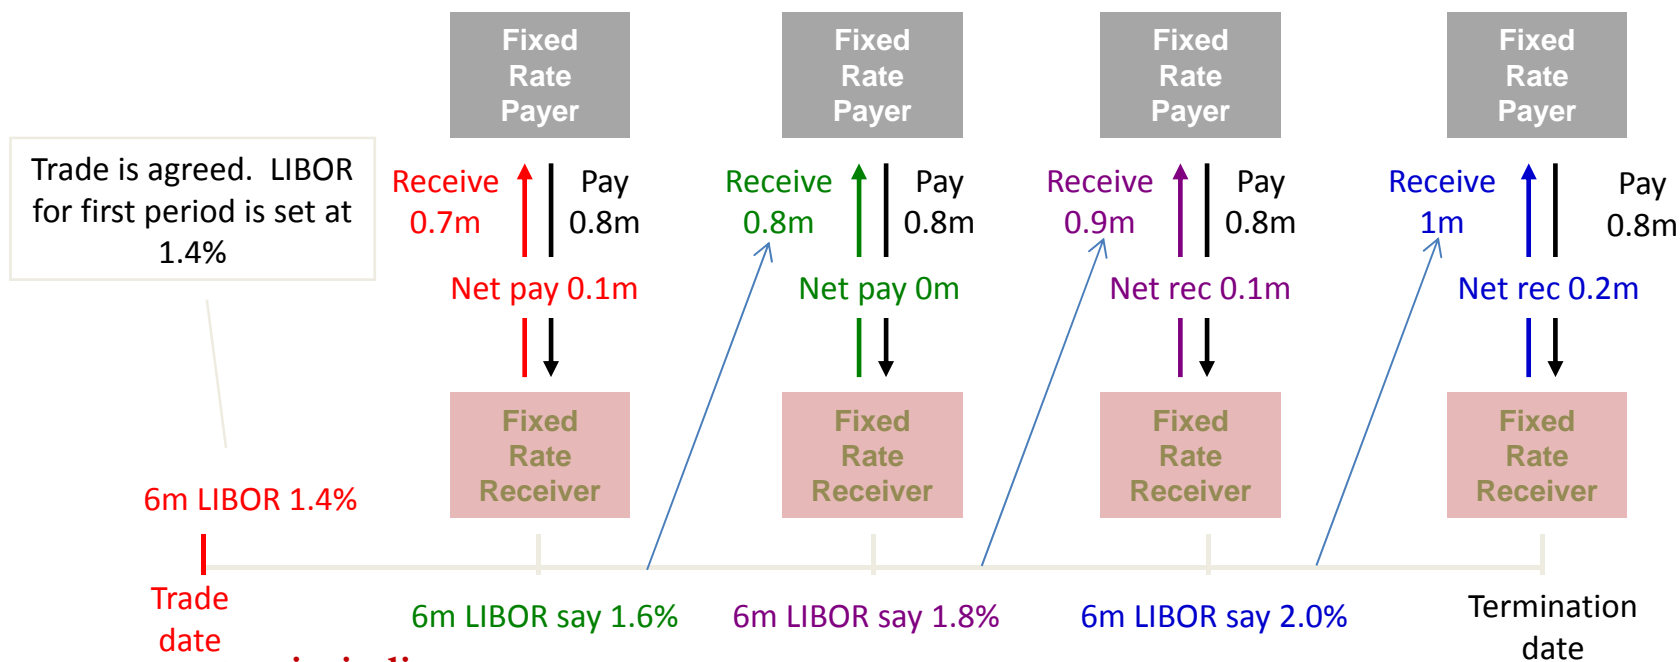 Fixed
Rate
Payer
Fixed
Rate
Payer
Fixed
Rate
Payer
Fixed
Rate
Payer
Trade is agreed.  LIBOR
for first period is set at
1.4%
Receive
0.7m
Pay
0.8m
Receive
0.8m
Pay
0.8m
Receive
0.9m
Pay
0.8m
Receive
1m
Pay
0.8m
Net pay 0.1m
Net pay 0m
Net rec 0.1m
Net rec 0.2m
Fixed
Rate
Receiver
Fixed
Rate
Receiver
Fixed
Rate
Receiver
Fixed
Rate
Receiver
6m LIBOR 1.4%
Trade
date
6m LIBOR say 1.6%
6m LIBOR say 1.8%
6m LIBOR say 2.0%
Termination
date